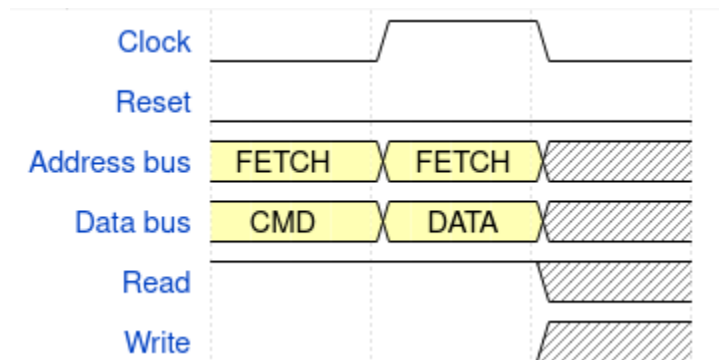 Clock
Reset
Address bus FETCH FETCH
Data bus CMD DATA
Read
Write